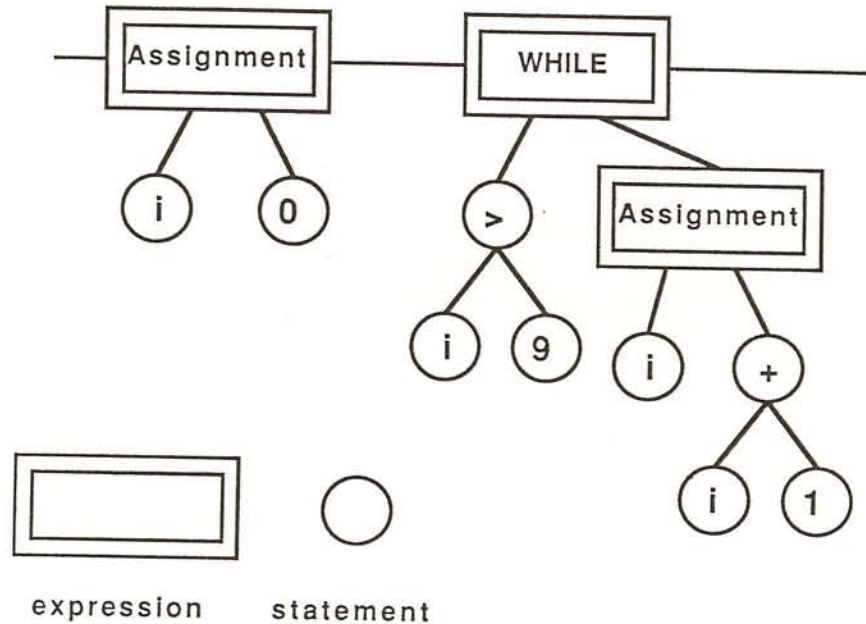 Assignment
WHILE
i
0
>
Assignment
i
9
i
+
i
1
expression
statement